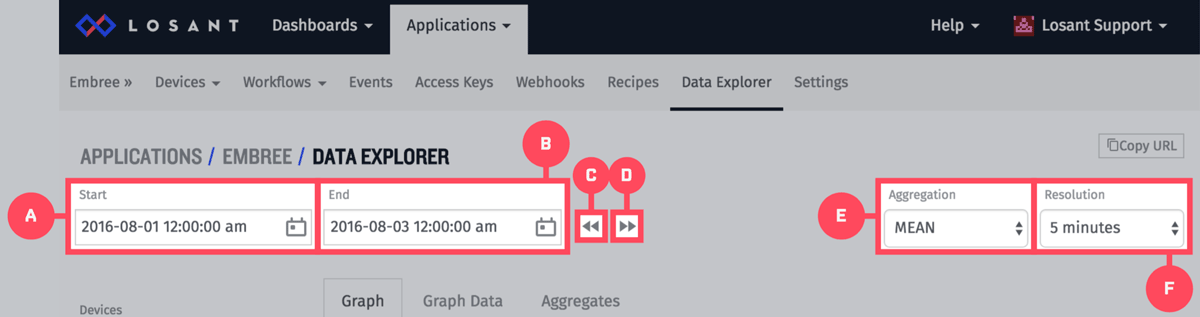 LOSANT Dashboards Applications Help Losant Support
Embree » Devices Workflows Events Access Keys Webhooks Recipes Data Explorer Settings
B
APPLICATIONS / EMBREE / DATA EXPLORER
Copy URL
C D
Start End Aggregation Resolution
A 2016-08-01 12:00:00 am 2016-08-03 12:00:00 am E MEAN 5 minutes
F
Graph Graph Data Aggregates
Devices